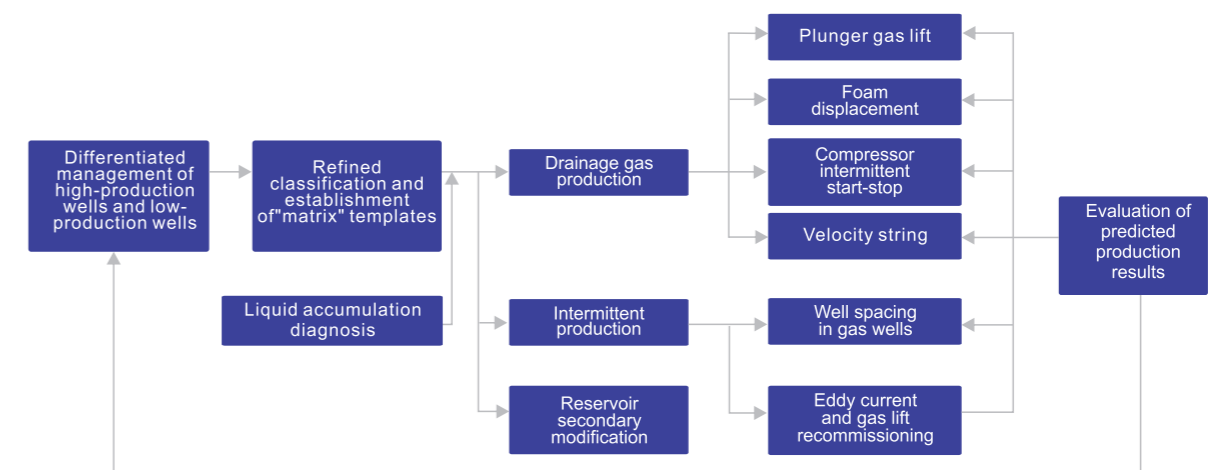 Differentiated
management of
high-production
wells and low-
production wells
Refined
classification and
establishment
of"matrix" templates
Liquid accumulation
diagnosis
Drainage gas
production
Intermittent
production
Reservoir
secondary
modification
Plunger gas lift
Foam
displacement
Compressor
intermittent
start-stop
Velocity string
Well spacing
in gas wells
Eddy current
and gas lift
recommissioning
Evaluation of
predicted
production
results